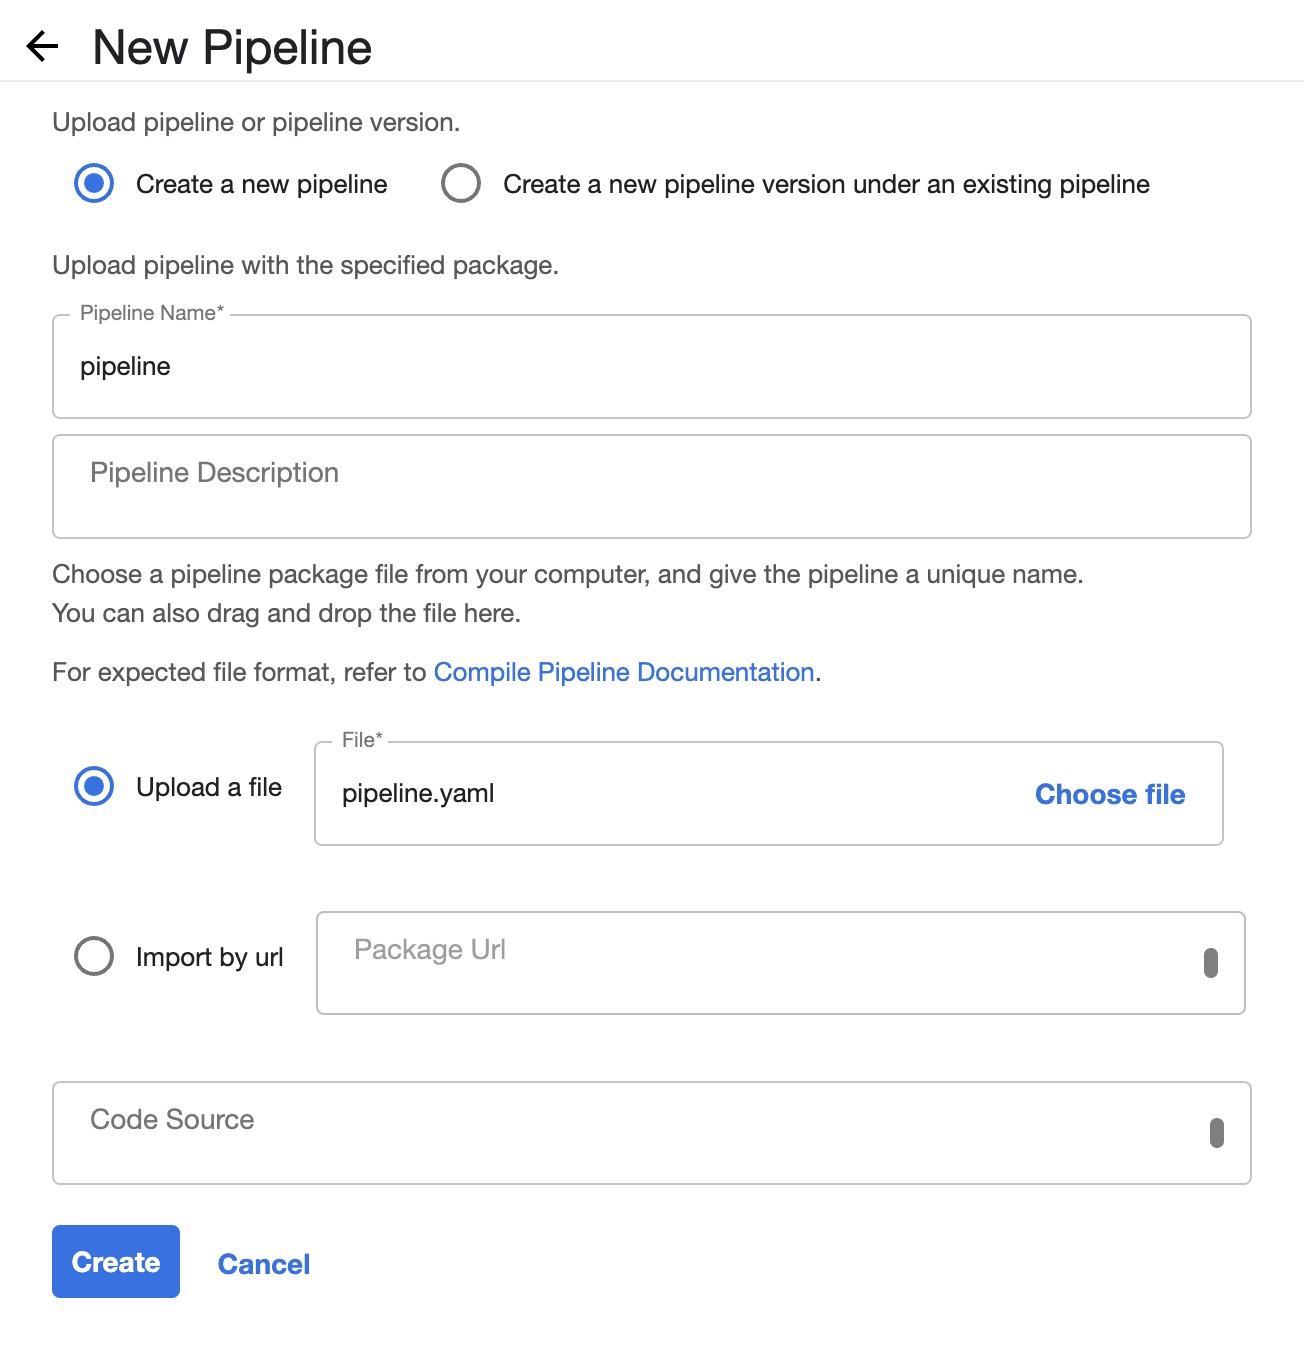 New Pipeline
Upload pipeline or pipeline version.
Create a new pipeline
Create a new pipeline version under an existing pipeline
Upload pipeline with the specified package.
Pipeline Name*
pipeline
Pipeline Description
Choose a pipeline package file from your computer, and give the pipeline a unique name.
You can also drag and drop the file here.
For expected file format, refer to Compile Pipeline Documentation.
File*
Upload a file
pipeline.yaml
Choose file
Import by url
Package Url
Code Source
Create
Cancel